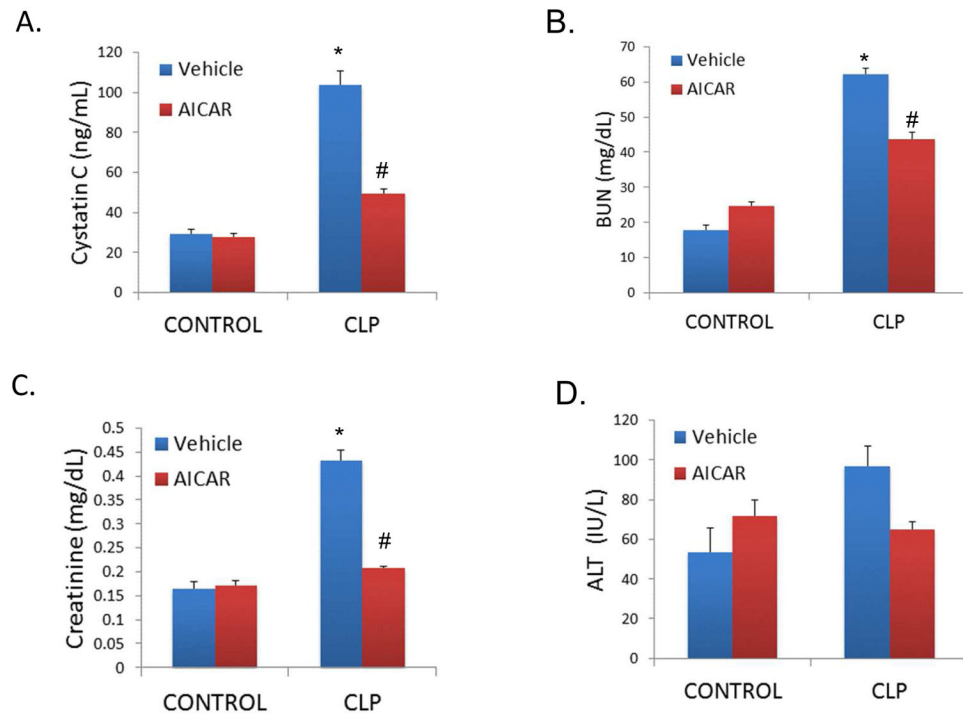 A.
Cystatin C (ng/mL)
120
100
80
60
40
20
0
Vehicle
AICAR
*
#
CONTROL
CLP
B.
BUN (mg/dL)
70
60
50
40
30
20
10
0
Vehicle
AICAR
*
#
CONTROL
CLP
C.
Creatinine (mg/dL)
0.5
0.45
0.4
0.35
0.3
0.25
0.2
0.15
0.1
0.05
0
Vehicle
AICAR
*
#
CONTROL
CLP
D.
ALT (IU/L)
120
100
80
60
40
20
0
Vehicle
AICAR
CONTROL
CLP